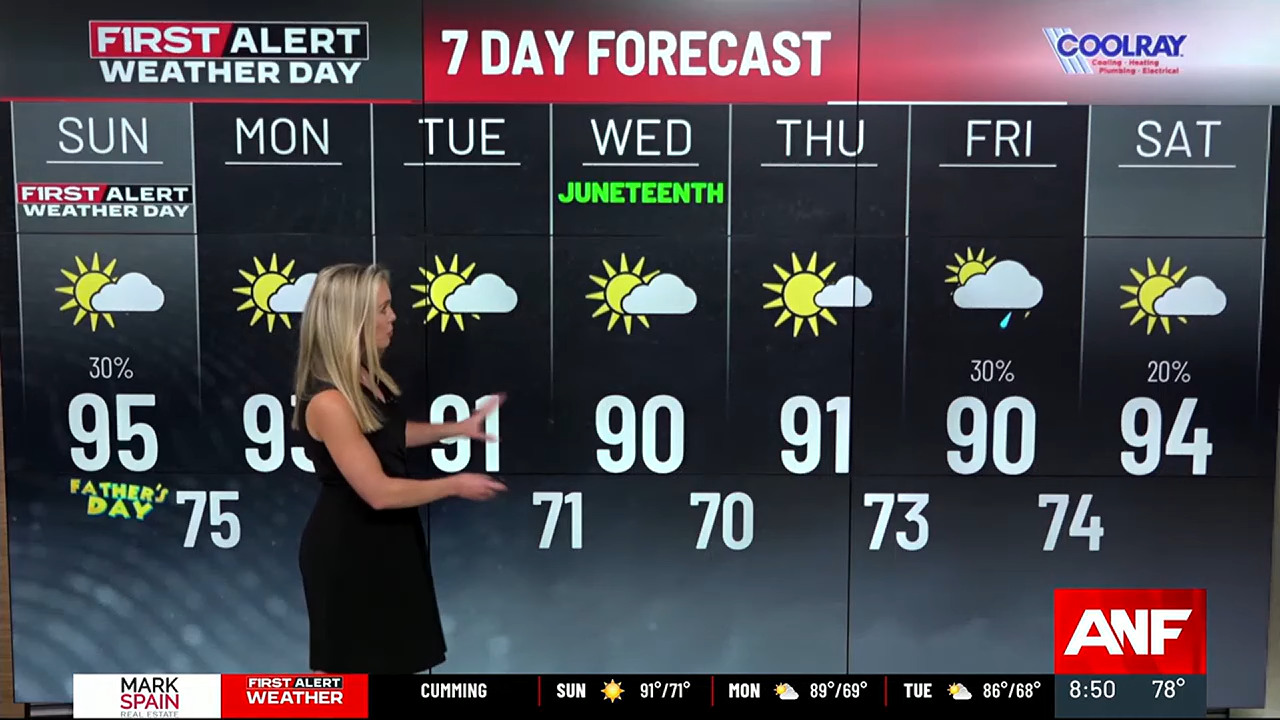 FIRST ALERT
WEATHER DAY
7 DAY FORECAST
COOLRAY
Cooling · Heating
Plumbing · Electrical
SUN MON TUE WED THU FRI SAT
FIRST ALERT
WEATHER DAY
JUNETEENTH
30% 30% 20%
95 91 90 91 90 94
FATHER'S
DAY
75 71 70 73 74
ANF
MARK
SPAIN
REAL ESTATE
FIRST ALERT
WEATHER
CUMMING SUN 91°/71° MON 89°/69° TUE 86°/68°
8:50 78°